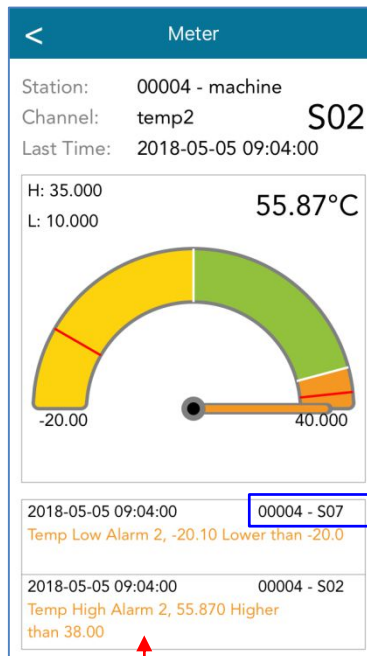 < Meter
Station: 00004 - machine
Channel: temp2 S02
Last Time: 2018-05-05 09:04:00
H: 35.000
L: 10.000
55.87°C
-20.00 40.000
2018-05-05 09:04:00 00004 - S07
Temp Low Alarm 2, -20.10 Lower than -20.0
2018-05-05 09:04:00 00004 - S02
Temp High Alarm 2, 55.870 Higher
than 38.00